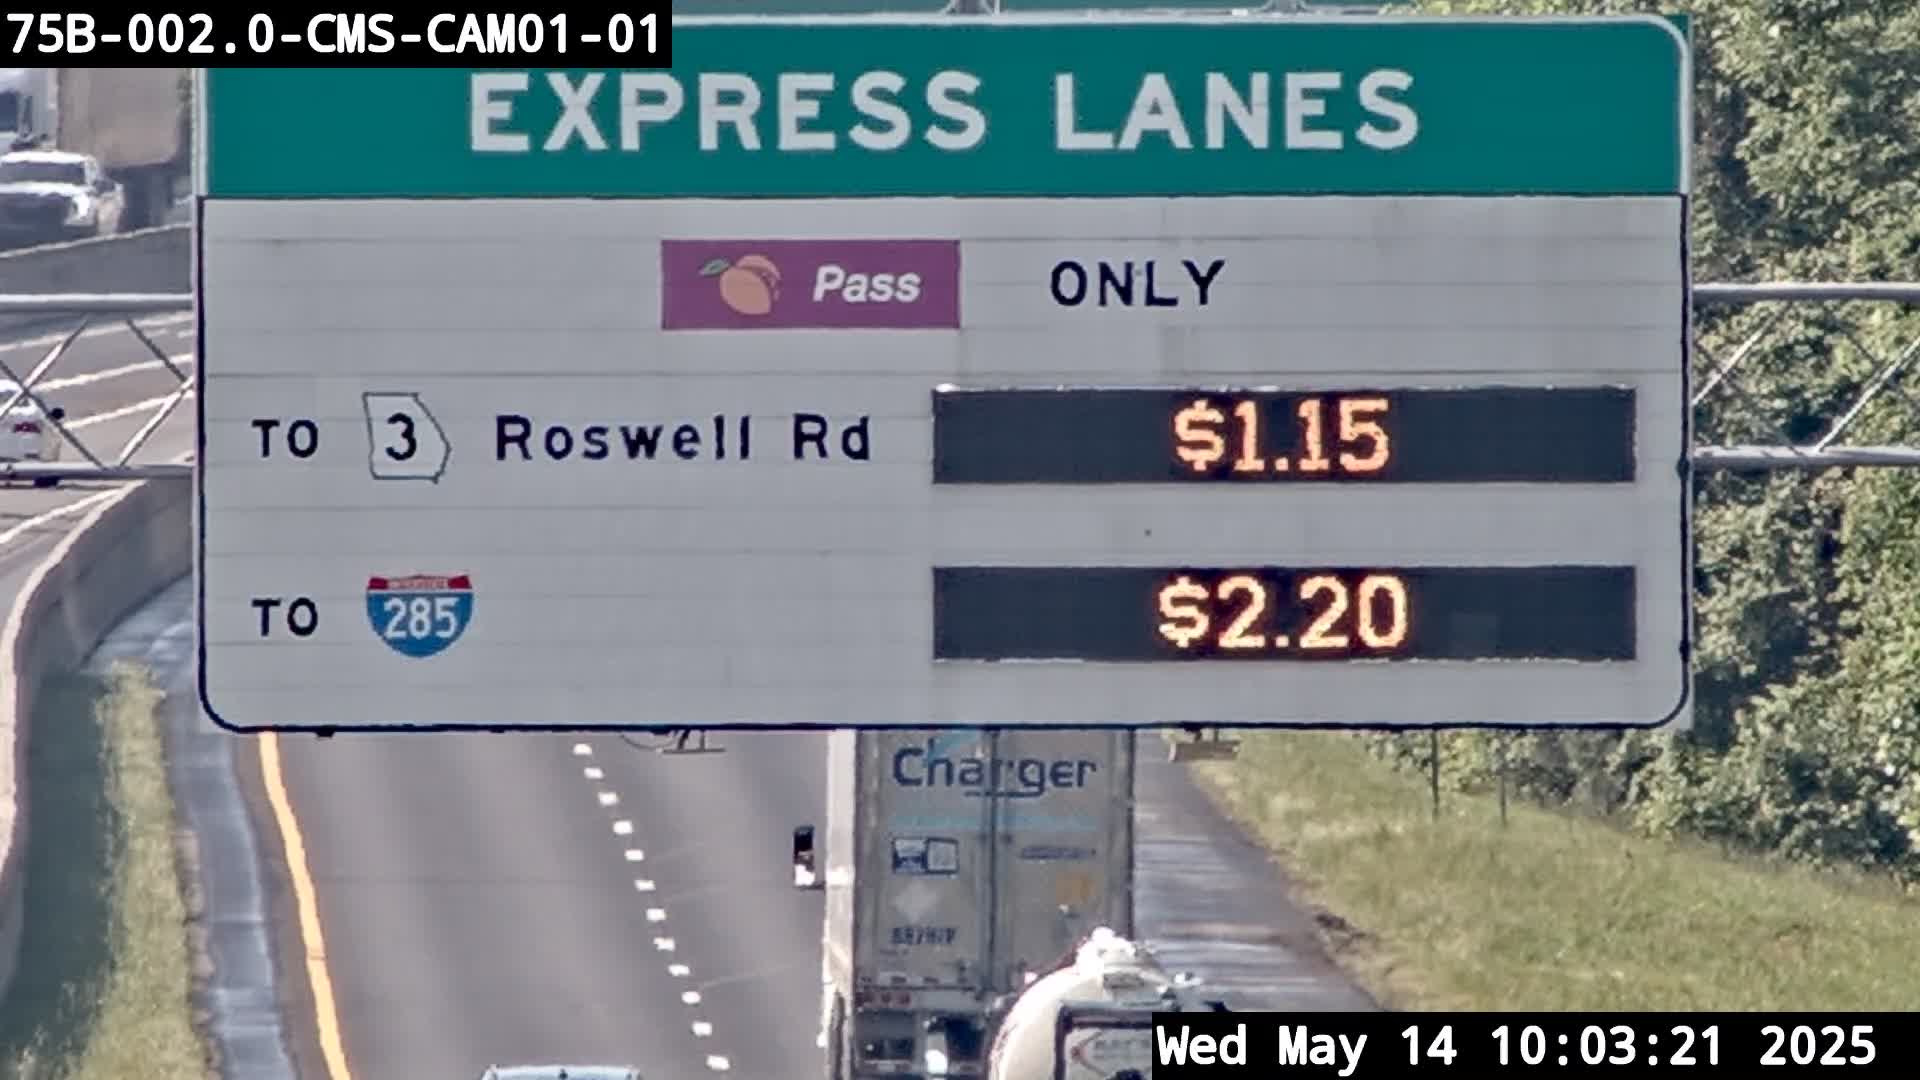 75B-002.0-CMS-CAM01-01
EXPRESS LANES
Pass ONLY
TO 3 Roswell Rd $1.15
TO 285 $2.20
Charger
Wed May 14 10:03:21 2025